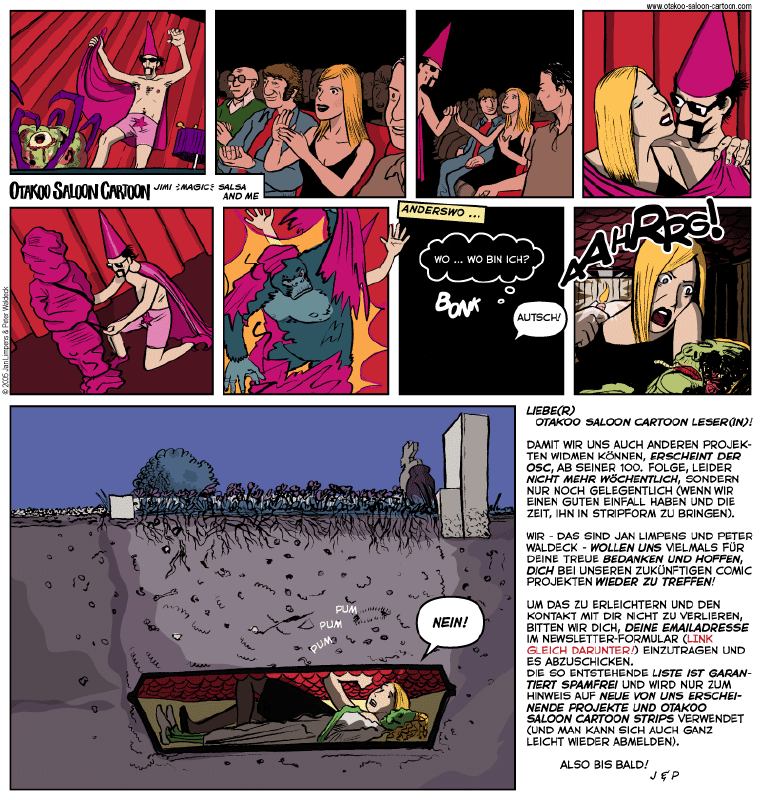 www.otakoo-saloon-cartoon.com
OTAKOO SALOON CARTOON JIMI EMAGICS SALSA
AND ME
© 2005 Jan Limpens & Peter Waldeck
ANDERSWO ...
WO ... WO BIN ICH?
BONK
AUTSCH!
AAHRRG!
PUM
PUM
PUM
NEIN!
LIEBE(R)
OTAKOO SALOON CARTOON LESER(IN)!
DAMIT WIR UNS AUCH ANDEREN PROJEK-
TEN WIDMEN KÖNNEN, ERSCHEINT DER
OSC, AB SEINER 100. FOLGE, LEIDER
NICHT MEHR WÖCHENTLICH, SONDERN
NUR NOCH GELEGENTLICH (WENN WIR
EINEN GUTEN EINFALL HABEN UND DIE
ZEIT, IHN IN STRIPFORM ZU BRINGEN).
WIR - DAS SIND JAN LIMPENS UND PETER
WALDECK - WOLLEN UNS VIELMALS FÜR
DEINE TREUE BEDANKEN UND HOFFEN,
DICH BEI UNSEREN ZUKÜNFTIGEN COMIC
PROJEKTEN WIEDER ZU TREFFEN!
UM DAS ZU ERLEICHTERN UND DEN
KONTAKT MIT DIR NICHT ZU VERLIEREN,
BITTEN WIR DICH, DEINE EMAILADRESSE
IM NEWSLETTER-FORMULAR (LINK
GLEICH DARUNTER!) EINZUTRAGEN UND
ES ABZUSCHICKEN.
DIE SO ENTSTEHENDE LISTE IST GARAN-
TIERT SPAMFREI UND WIRD NUR ZUM
HINWEIS AUF NEUE VON UNS ERSCHEI-
NENDE PROJEKTE UND OTAKOO
SALOON CARTOON STRIPS VERWENDET
(UND MAN KANN SICH AUCH GANZ
LEICHT WIEDER ABMELDEN).
ALSO BIS BALD!
J & P